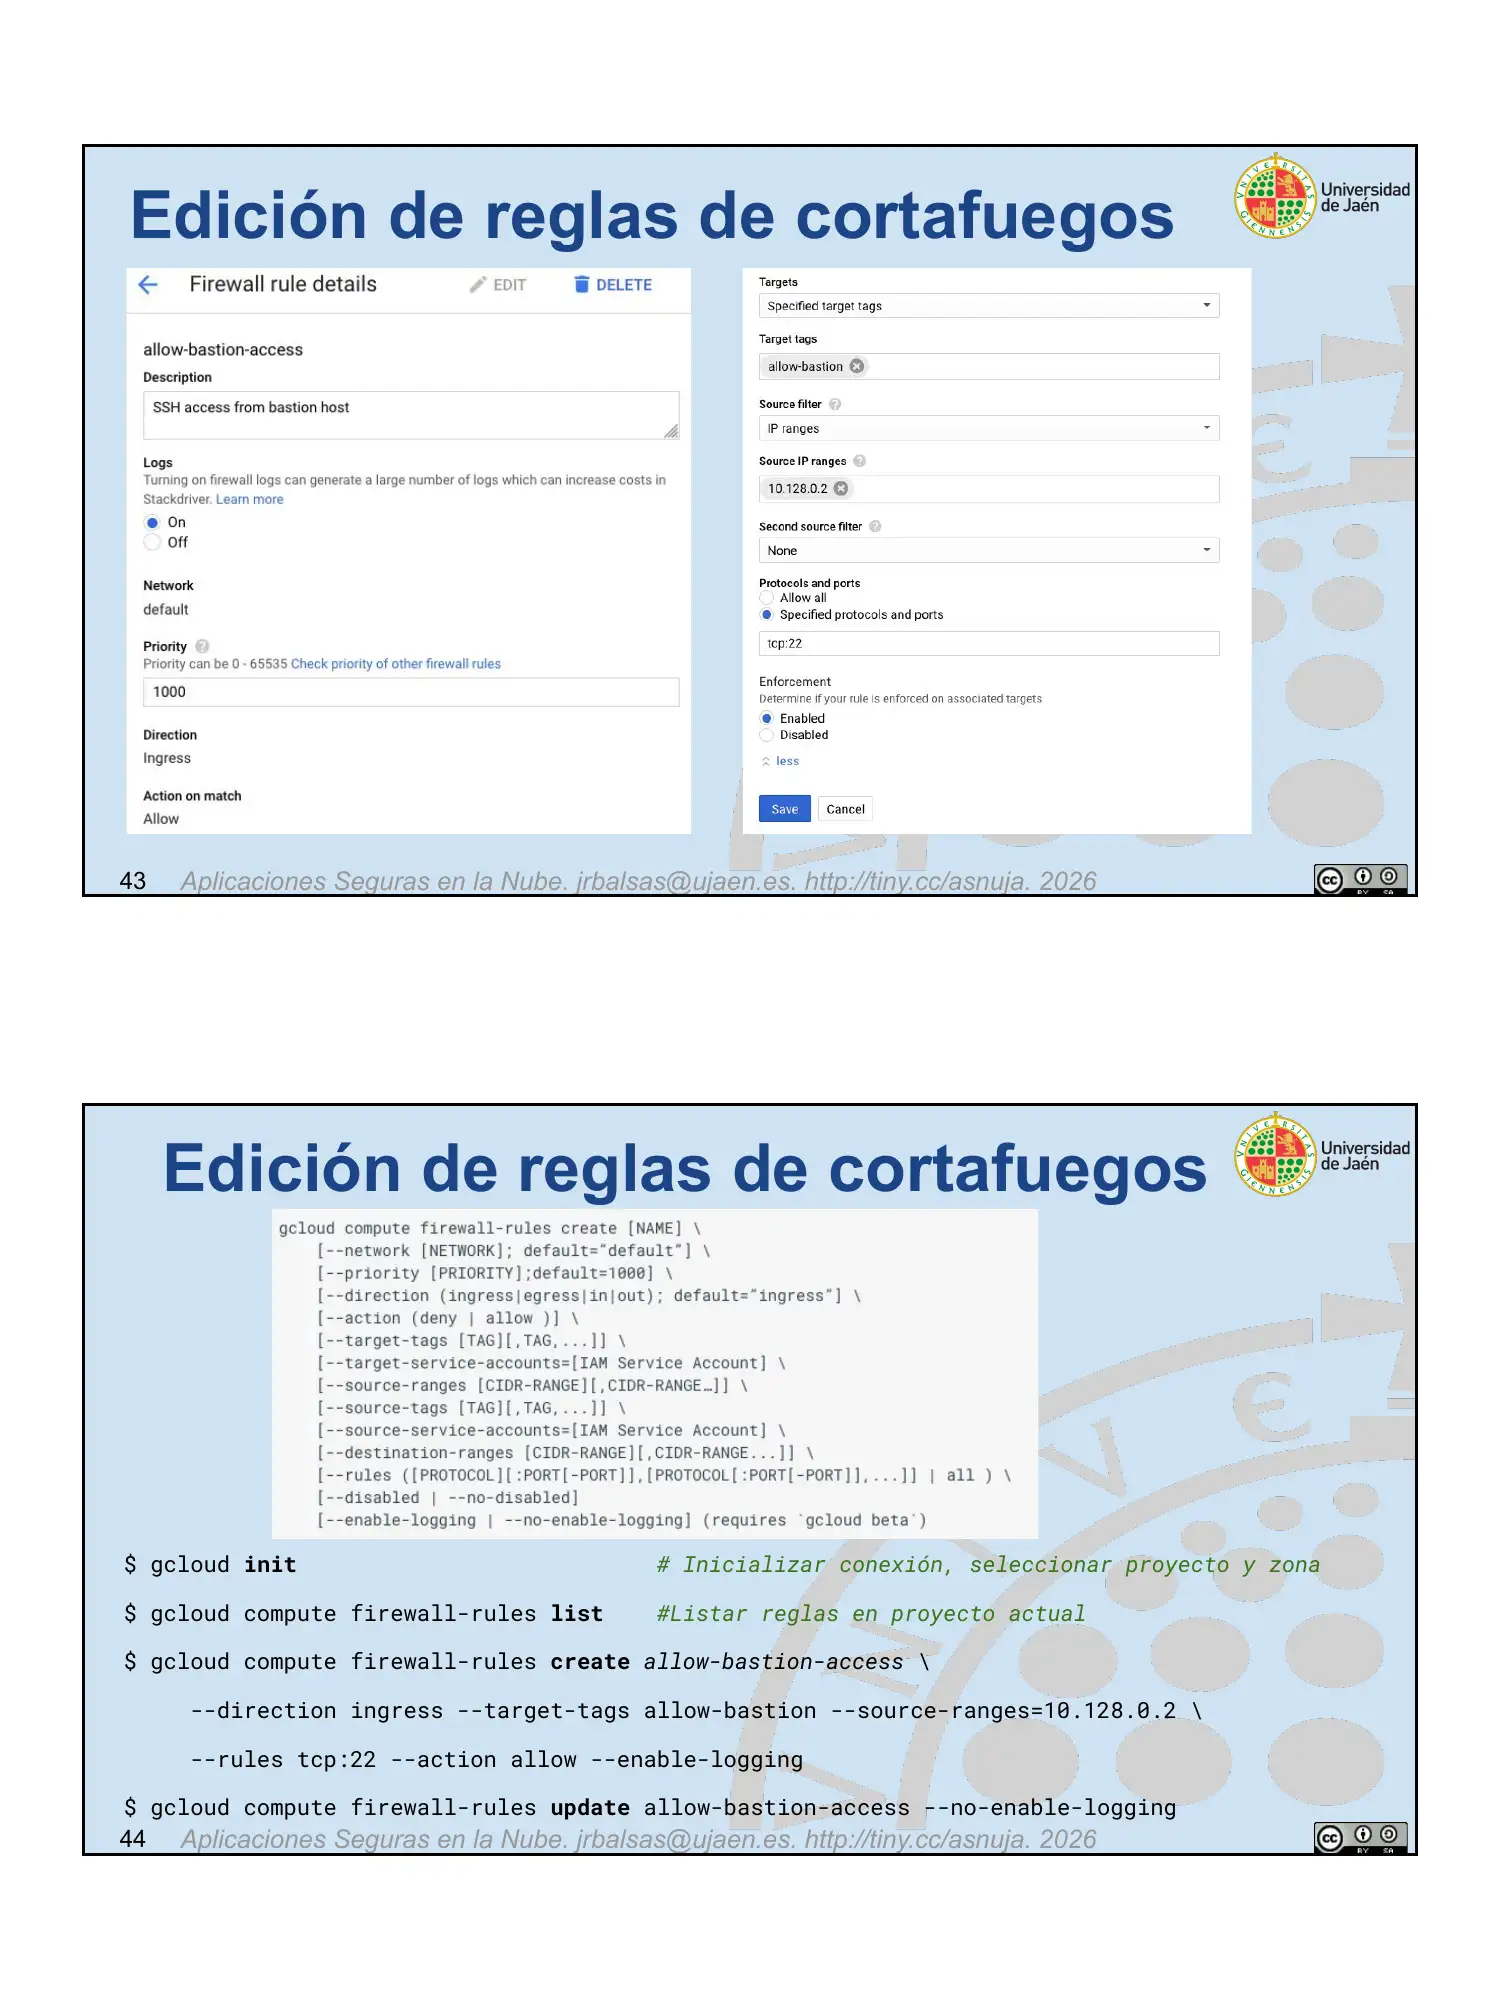 Edición de reglas de cortafuegos
UNIVERSITAS GIENNENSIS
Universidad
de Jaén
Firewall rule details
EDIT
DELETE
allow-bastion-access
Description
SSH access from bastion host
Logs
Turning on firewall logs can generate a large number of logs which can increase costs in
Stackdriver. Learn more
On
Off
Network
default
Priority
Priority can be 0 - 65535 Check priority of other firewall rules
1000
Direction
Ingress
Action on match
Allow
Targets
Specified target tags
Target tags
allow-bastion
Source filter
IP ranges
Source IP ranges
10.128.0.2
Second source filter
None
Protocols and ports
Allow all
Specified protocols and ports
tcp:22
Enforcement
Determine if your rule is enforced on associated targets
Enabled
Disabled
less
Save
Cancel
43 Aplicaciones Seguras en la Nube. jrbalsas@ujaen.es. http://tiny.cc/asnuja. 2026
cc BY SA
Edición de reglas de cortafuegos
UNIVERSITAS GIENNENSIS
Universidad
de Jaén
gcloud compute firewall-rules create [NAME] \
[--network [NETWORK]; default="default"] \
[--priority [PRIORITY];default=1000] \
[--direction (ingress|egress|in|out); default="ingress"] \
[--action (deny | allow )] \
[--target-tags [TAG][,TAG,...]] \
[--target-service-accounts=[IAM Service Account] \
[--source-ranges [CIDR-RANGE][,CIDR-RANGE…]] \
[--source-tags [TAG][,TAG,...]] \
[--source-service-accounts=[IAM Service Account] \
[--destination-ranges [CIDR-RANGE][,CIDR-RANGE...]] \
[--rules ([PROTOCOL][:PORT[-PORT]],[PROTOCOL[:PORT[-PORT]],...]] | all ) \
[--disabled | --no-disabled]
[--enable-logging | --no-enable-logging] (requires `gcloud beta`)
$ gcloud init # Inicializar conexión, seleccionar proyecto y zona
$ gcloud compute firewall-rules list #Listar reglas en proyecto actual
$ gcloud compute firewall-rules create allow-bastion-access \
--direction ingress --target-tags allow-bastion --source-ranges=10.128.0.2 \
--rules tcp:22 --action allow --enable-logging
$ gcloud compute firewall-rules update allow-bastion-access --no-enable-logging
44 Aplicaciones Seguras en la Nube. jrbalsas@ujaen.es. http://tiny.cc/asnuja. 2026
cc BY SA